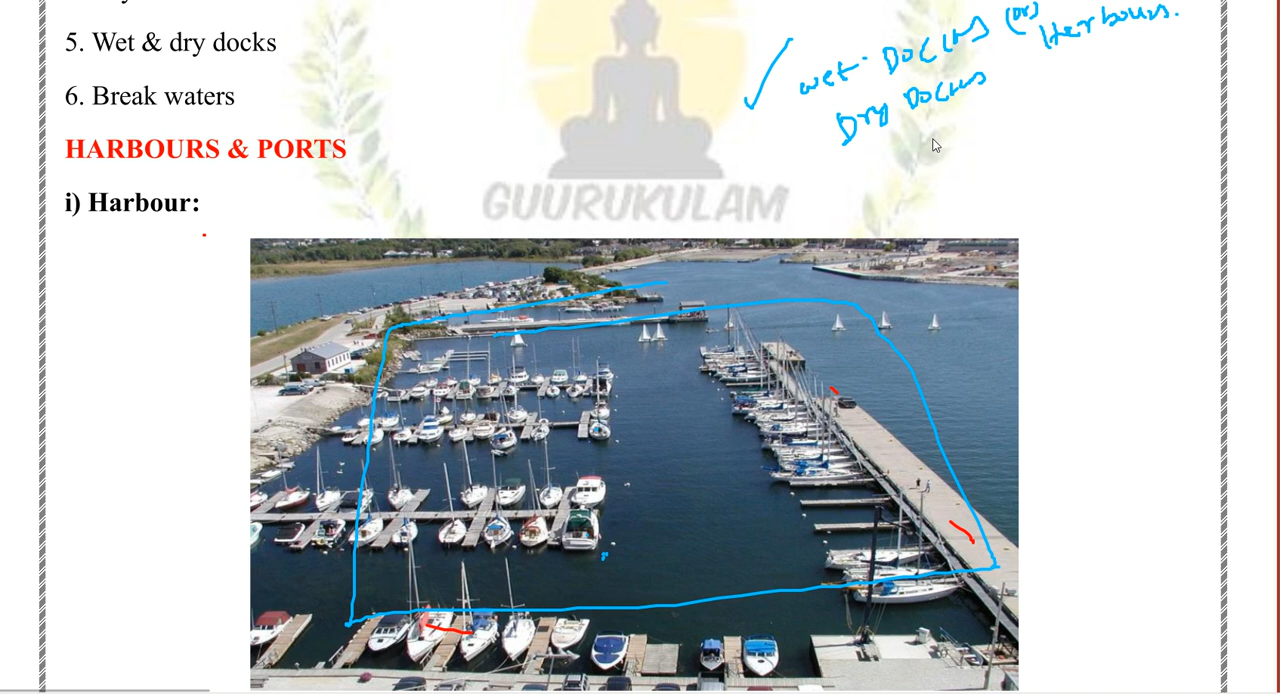 5. Wet & dry docks
wet Docks (or) Harbours.
Dry Docks
6. Break waters
HARBOURS & PORTS
i) Harbour:
GUURUKULAM